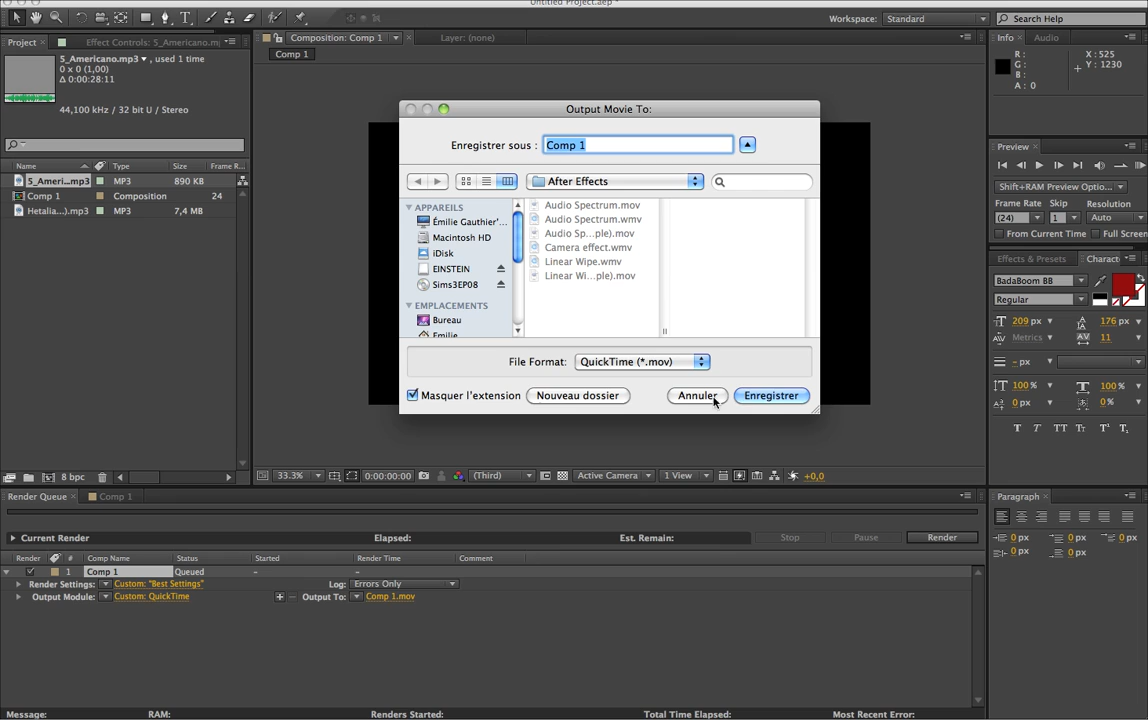 Untitled Project.aep *
Workspace: Standard
Search Help
Project
Effect Controls: 5_Americano.m
Composition: Comp 1
Layer: (none)
Info
Audio
Comp 1
5_Americano.mp3 , used 1 time
0 x 0 (1,00)
Δ 0:00:28:11
44,100 kHz / 32 bit U / Stereo
R :
G :
B :
A : 0
X : 525
Y : 1230
Name
Type
Size
Frame R...
5_Ameri...mp3
MP3
890 KB
Comp 1
Composition
24
Hetalia...).mp3
MP3
7,4 MB
8 bpc
Output Movie To:
Enregistrer sous :
Comp 1
After Effects
APPAREILS
Émilie Gauthier'...
Macintosh HD
iDisk
EINSTEIN
Sims3EP08
EMPLACEMENTS
Bureau
Emilie
Audio Spectrum.mov
Audio Spectrum.wmv
Audio Sp...ple).mov
Camera effect.wmv
Linear Wipe.wmv
Linear Wi...ple).mov
File Format: QuickTime (*.mov)
Masquer l'extension
Nouveau dossier
Annuler
Enregistrer
Preview
Shift+RAM Preview Optio...
Frame Rate
Skip
Resolution
(24)
1
Auto
From Current Time
Full Screen
Effects & Presets
Charact
BadaBoom BB
Regular
209 px
176 px
Metrics
11
- px
100 %
100 %
0 px
0 %
T T TT Tt T¹ T₁
33.3%
0:00:00:00
(Third)
Active Camera
1 View
+0,0
Render Queue
Comp 1
Current Render
Elapsed:
Est. Remain:
Stop
Pause
Render
Render
#
Comp Name
Status
Started
Render Time
Comment
1
Comp 1
Queued
-
-
Render Settings:
Custom: "Best Settings"
Log:
Errors Only
Output Module:
Custom: QuickTime
Output To:
Comp 1.mov
Paragraph
0 px
0 px
0 px
0 px
0 px
Message:
RAM:
Renders Started:
Total Time Elapsed:
Most Recent Error: